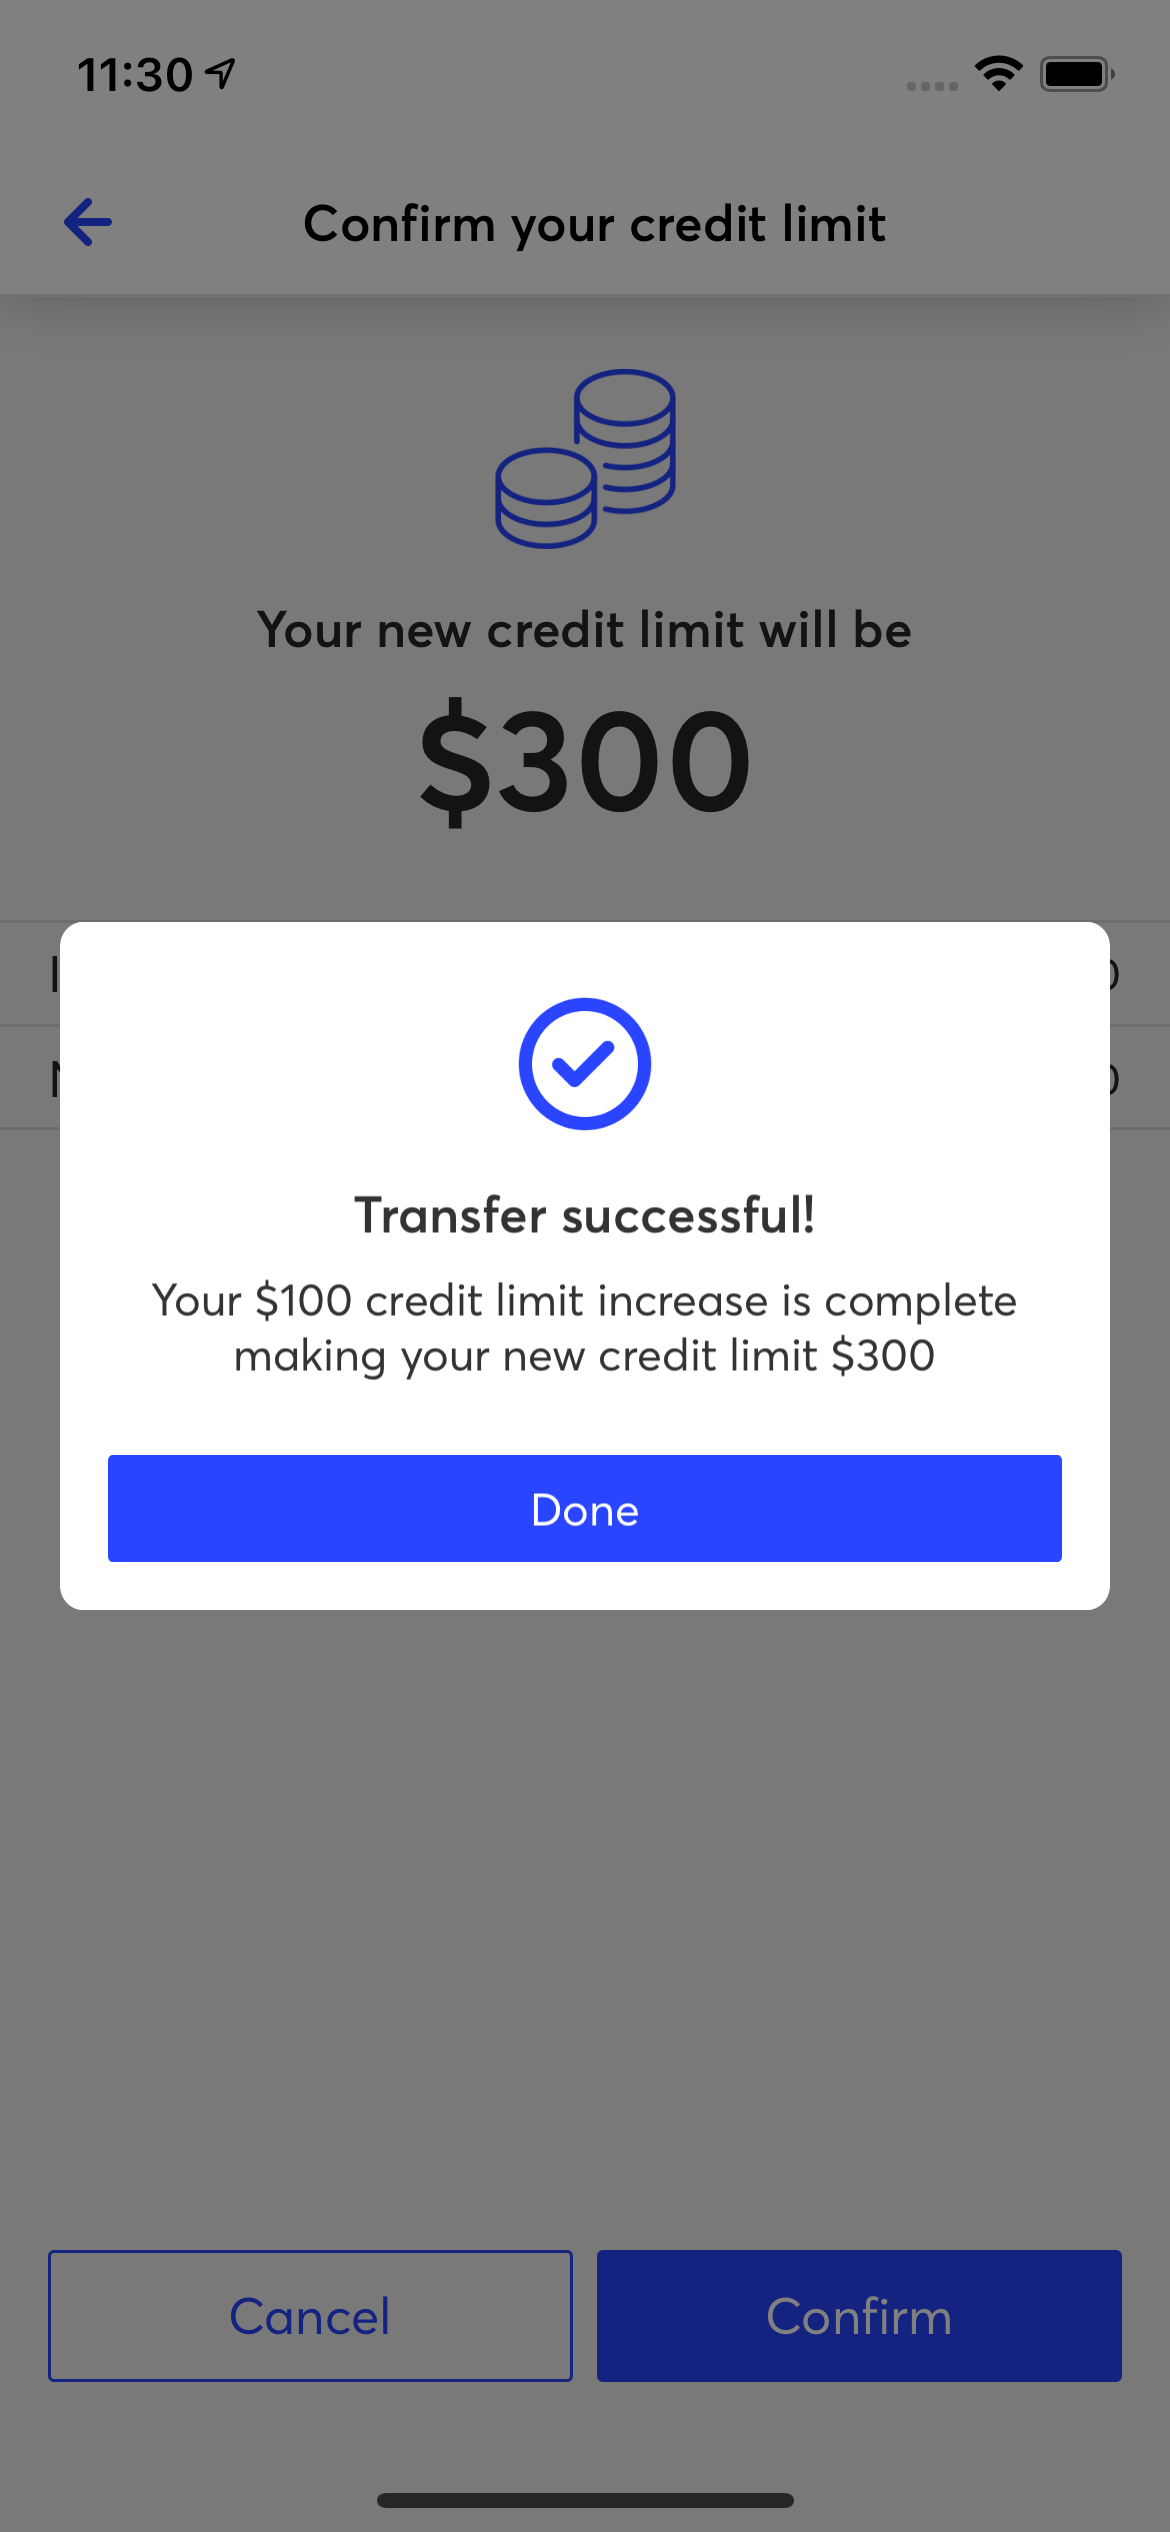 11:30
Confirm your credit limit
Your new credit limit will be
$300
Transfer successful!
Your $100 credit limit increase is complete
making your new credit limit $300
Done
Cancel
Confirm